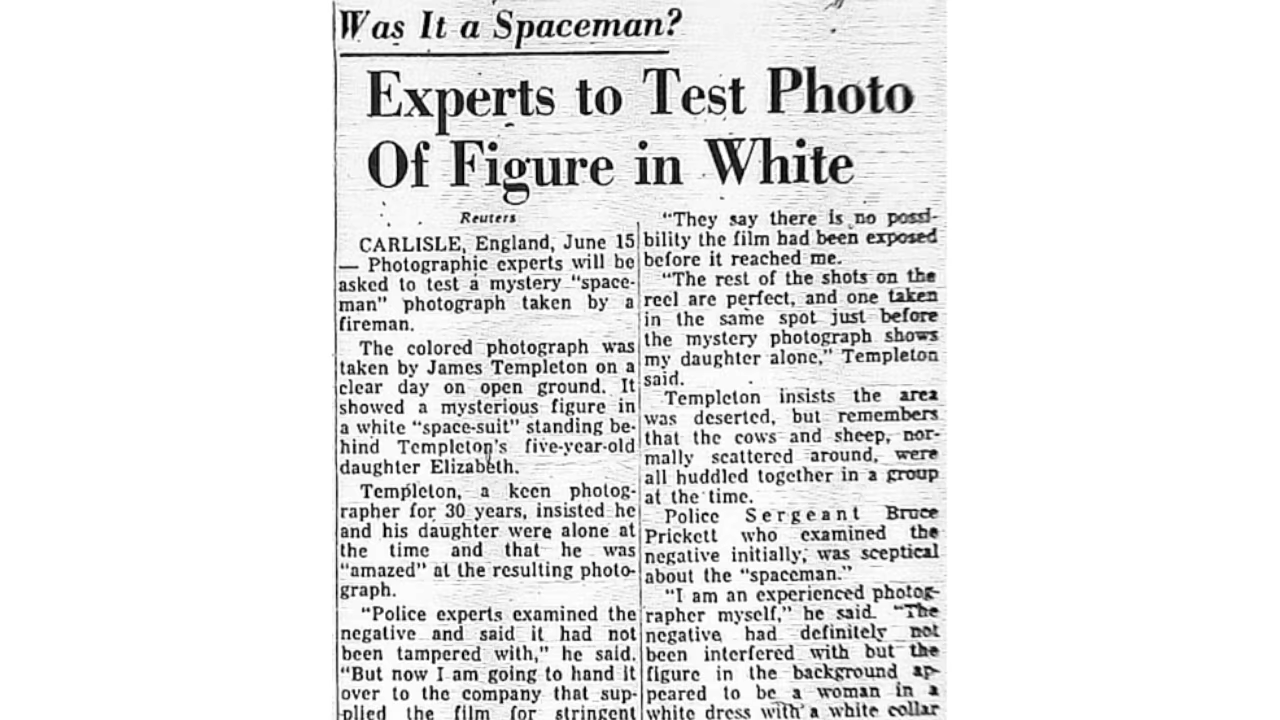 Was It a Spaceman?
Experts to Test Photo
Of Figure in White
Reuters
CARLISLE, England, June 15
— Photographic experts will be
asked to test a mystery "space-
man" photograph taken by a
fireman.
The colored photograph was
taken by James Templeton on a
clear day on open ground. It
showed a mysterious figure in
a white "space-suit" standing be-
hind Templeton's five-year-old
daughter Elizabeth.
Templeton, a keen photog-
rapher for 30 years, insisted he
and his daughter were alone at
the time and that he was
"amazed" at the resulting photo-
graph.
"Police experts examined the
negative and said it had not
been tampered with," he said.
"But now I am going to hand it
over to the company that sup-
plied the film for stringent
"They say there is no possi-
bility the film had been exposed
before it reached me.
"The rest of the shots on the
reel are perfect, and one taken
in the same spot just before
the mystery photograph shows
my daughter alone," Templeton
said.
Templeton insists the area
was deserted, but remembers
that the cows and sheep, nor-
mally scattered around, were
all huddled together in a group
at the time.
Police Sergeant Bruce
Prickett who examined the
negative initially, was sceptical
about the "spaceman."
"I am an experienced photog-
rapher myself," he said. "The
negative had definitely not
been interfered with but the
figure in the background ap-
peared to be a woman in a
white dress with a white collar